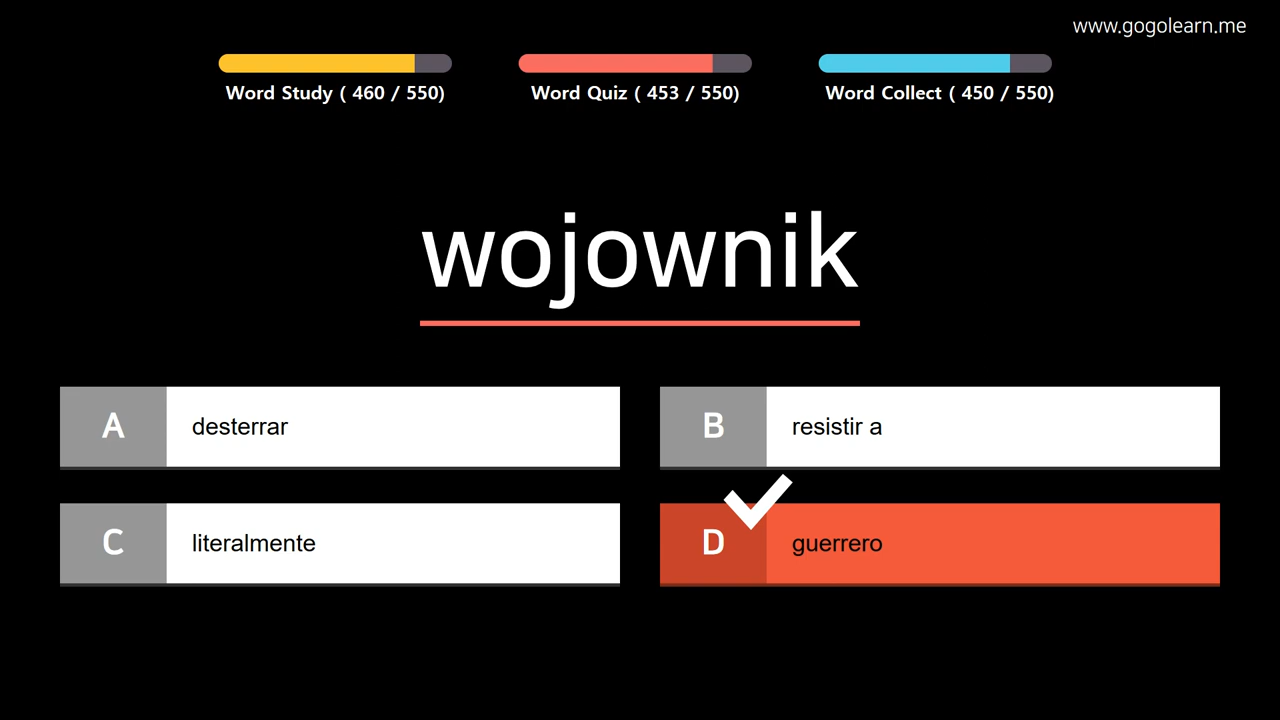 www.gogolearn.me
Word Study ( 460 / 550)
Word Quiz ( 453 / 550)
Word Collect ( 450 / 550)
wojownik
A desterrar
B resistir a
C literalmente
D guerrero